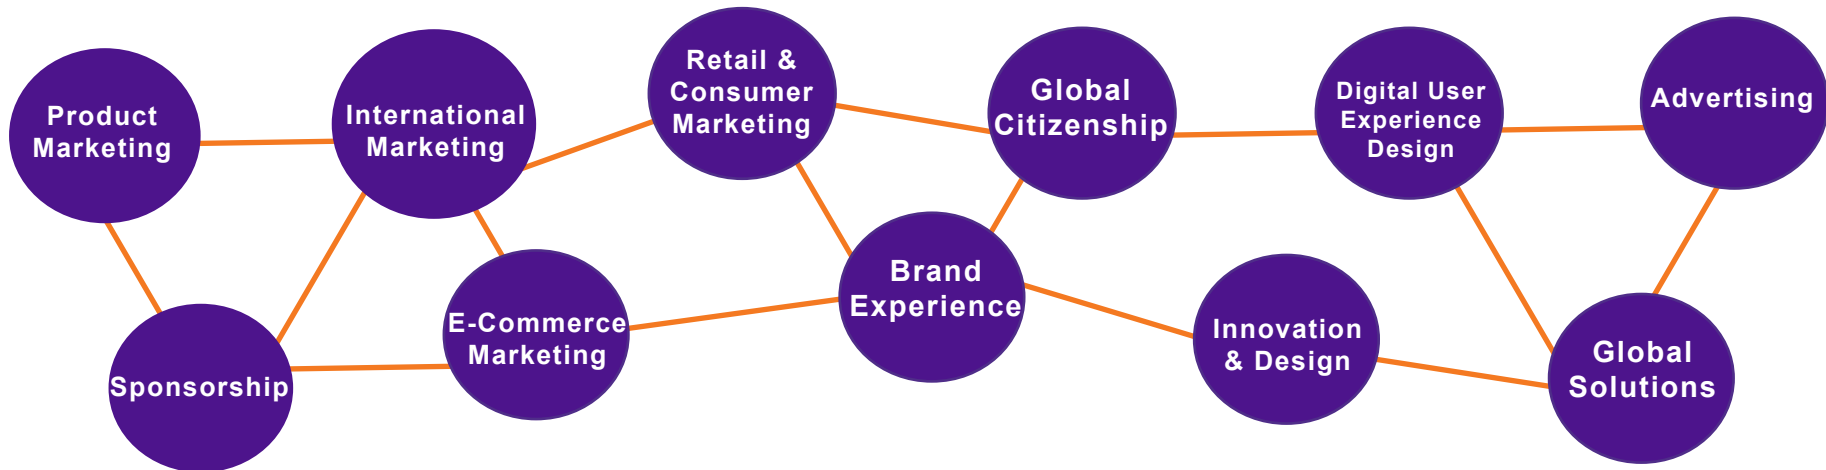 Product
Marketing
International
Marketing
Retail &
Consumer
Marketing
Global
Citizenship
Digital User
Experience
Design
Advertising
Sponsorship
E-Commerce
Marketing
Brand
Experience
Innovation
& Design
Global
Solutions